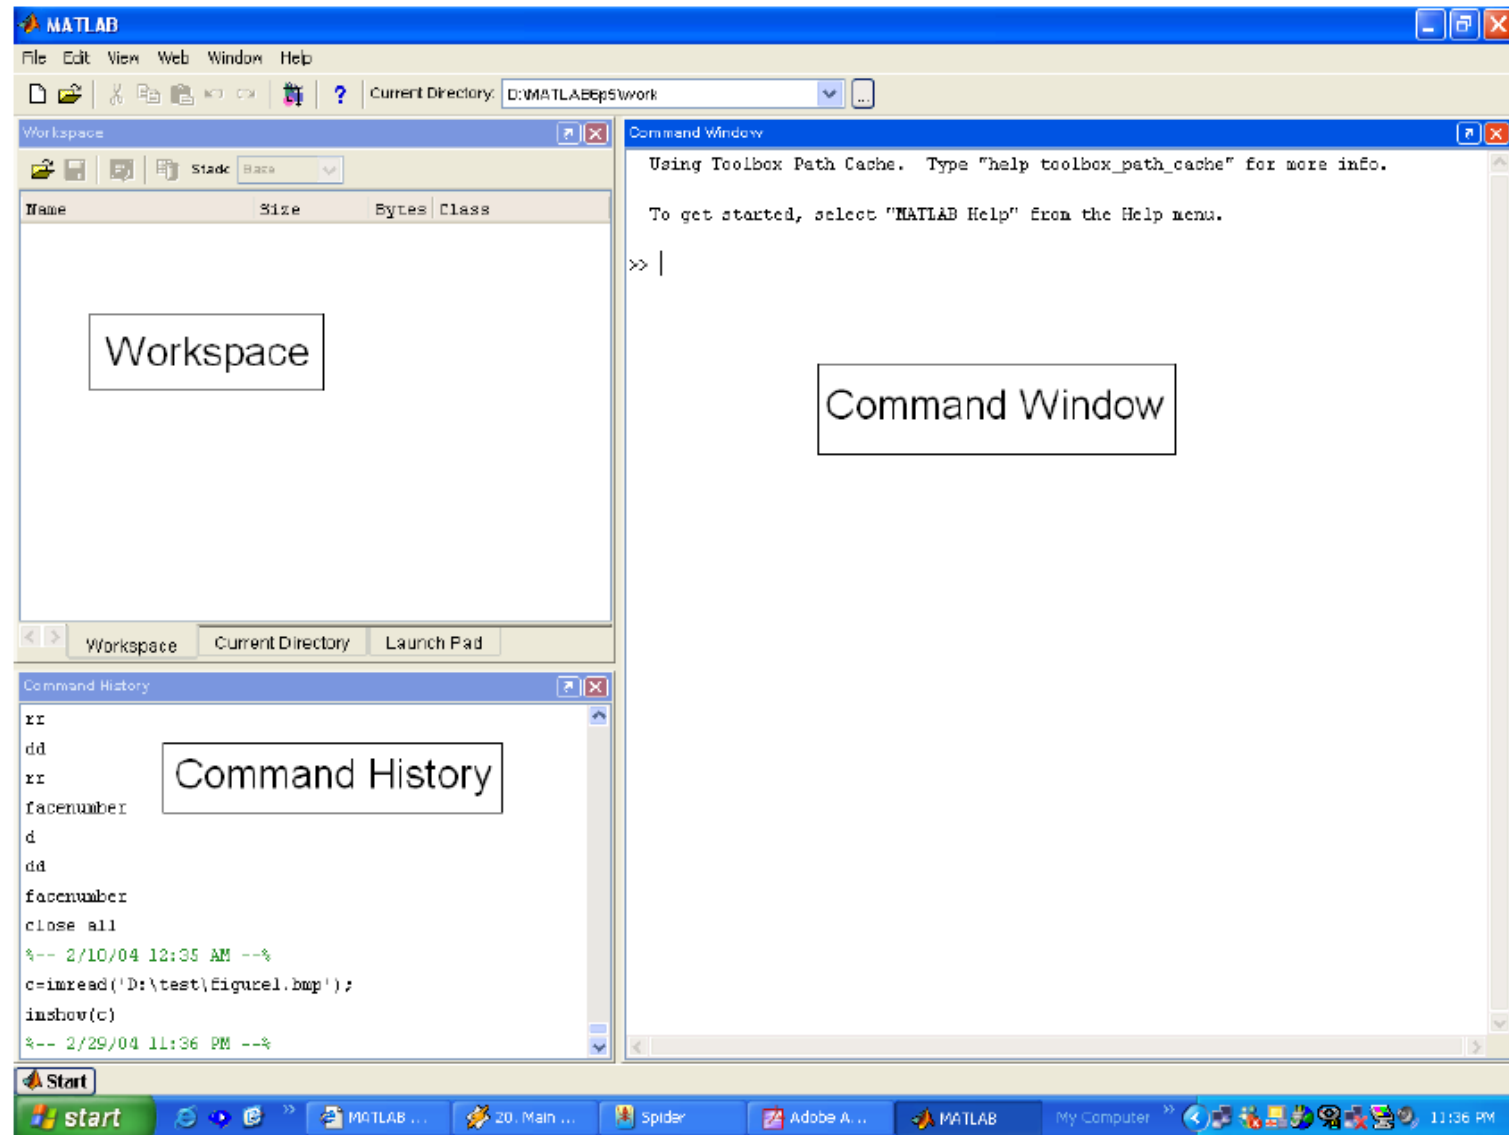 MATLAB
File Edit View Web Window Help
Current Directory: D:\MATLAB6p5\work ...
Workspace
Stack: Base
Name Size Bytes Class
Workspace
Workspace Current Directory Launch Pad
Command History
rr
dd
rr
facenumber
d
dd
facenumber
close all
%-- 2/10/04 12:35 AM --%
c=imread('D:\test\figure1.bmp');
imshow(c)
%-- 2/29/04 11:36 PM --%
Command History
Command Window
Using Toolbox Path Cache. Type "help toolbox_path_cache" for more info.
To get started, select "MATLAB Help" from the Help menu.
>>
Command Window
Start
start MATLAB ... 20. Main ... Spider Adobe A... MATLAB My Computer 11:36 PM